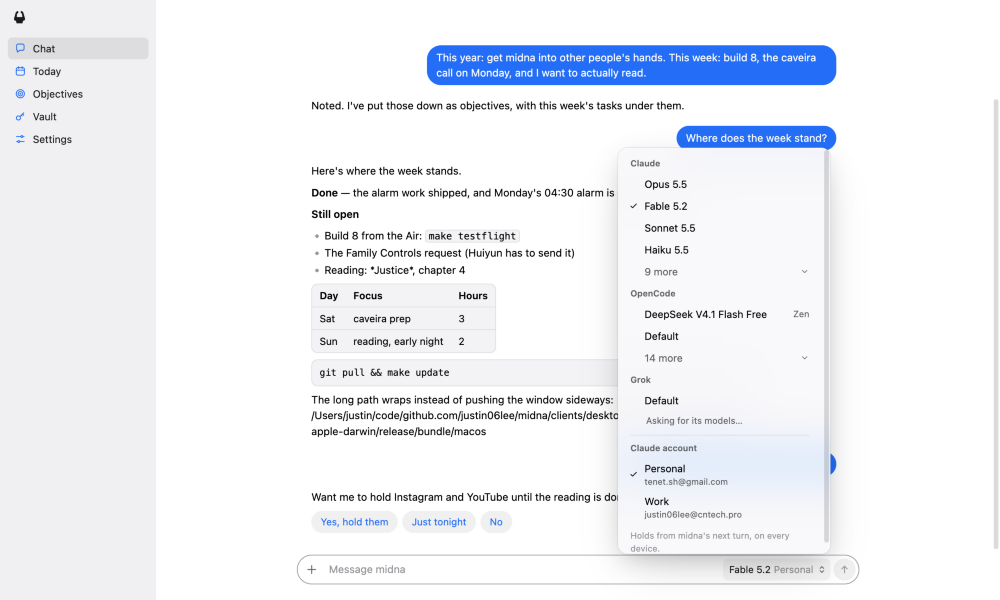 Chat
Today
Objectives
Vault
Settings
This year: get midna into other people's hands. This week: build 8, the caveira
call on Monday, and I want to actually read.
Noted. I've put those down as objectives, with this week's tasks under them.
Where does the week stand?
Here's where the week stands.
Done — the alarm work shipped, and Monday's 04:30 alarm is
Still open
Build 8 from the Air: make testflight
The Family Controls request (Huiyun has to send it)
Reading: *Justice*, chapter 4
Day Focus Hours
Sat caveira prep 3
Sun reading, early night 2
git pull && make update
The long path wraps instead of pushing the window sideways:
/Users/justin/code/github.com/justin06lee/midna/clients/deskto
apple-darwin/release/bundle/macos
Want me to hold Instagram and YouTube until the reading is do
Yes, hold them Just tonight No
Claude
Opus 5.5
Fable 5.2
Sonnet 5.5
Haiku 5.5
9 more
OpenCode
DeepSeek V4.1 Flash Free Zen
Default
14 more
Grok
Default
Asking for its models...
Claude account
Personal
tenet.sh@gmail.com
Work
justin06lee@cntech.pro
Holds from midna's next turn, on every
device.
Message midna
Fable 5.2 Personal